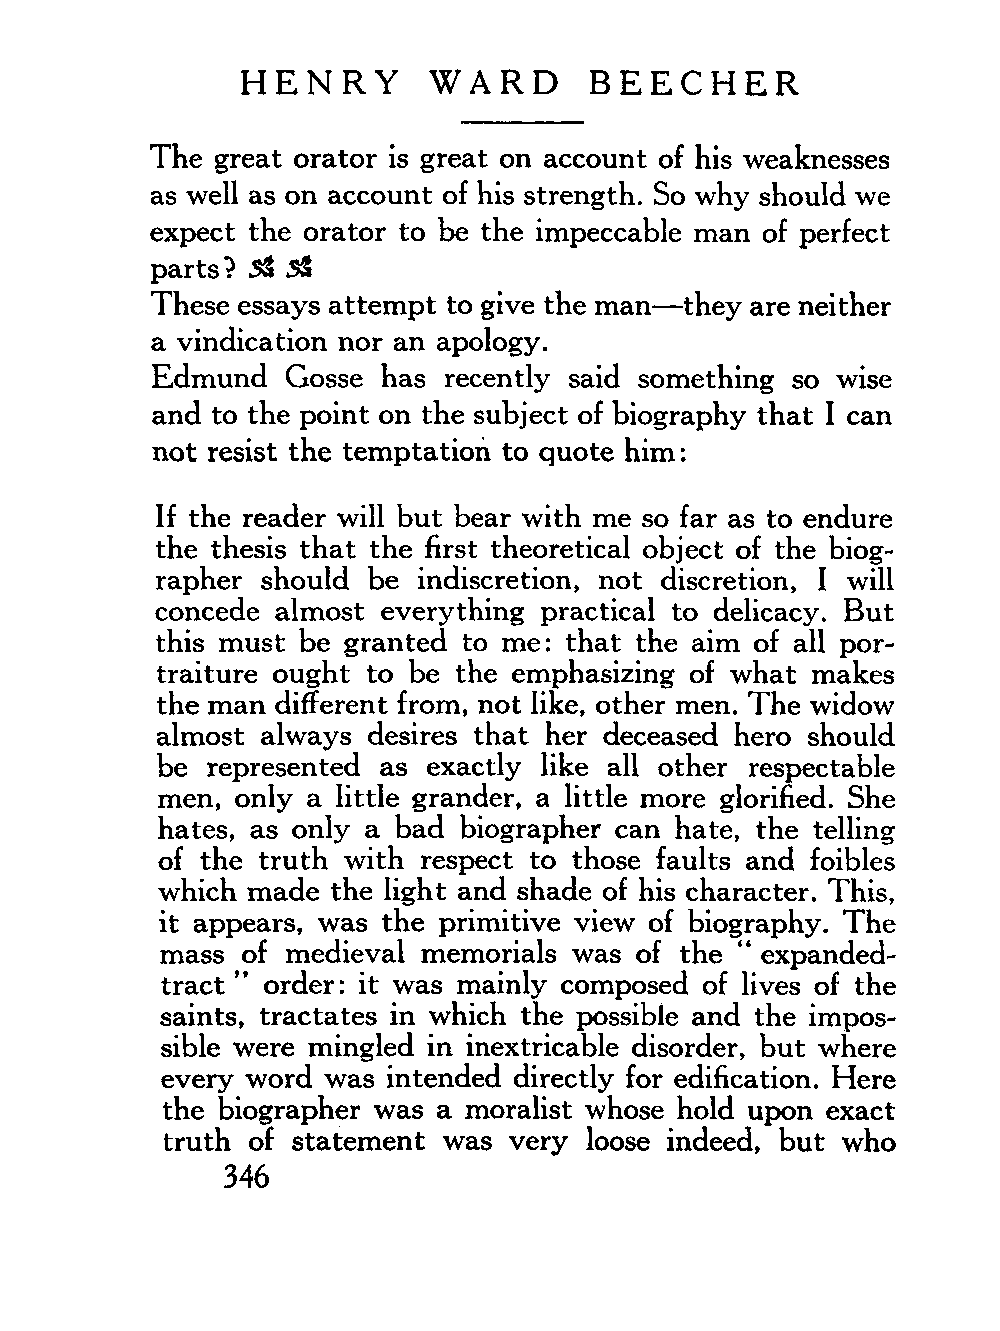 HENRY WARD BEECHER
The great orator is great on account of his weaknesses
as well as on account of his strength. So why should we
expect the orator to be the impeccable man of perfect
parts?
These essays attempt to give the man—they are neither
a vindication nor an apology.
Edmund Gosse has recently said something so wise
and to the point on the subject of biography that I can
not resist the temptation to quote him:
If the reader will but bear with me so far as to endure
the thesis that the first theoretical object of the biog-
rapher should be indiscretion, not discretion, I will
concede almost everything practical to delicacy. But
this must be granted to me: that the aim of all por-
traiture ought to be the emphasizing of what makes
the man different from, not like, other men. The widow
almost always desires that her deceased hero should
be represented as exactly like all other respectable
men, only a little grander, a little more glorified. She
hates, as only a bad biographer can hate, the telling
of the truth with respect to those faults and foibles
which made the light and shade of his character. This,
it appears, was the primitive view of biography. The
mass of medieval memorials was of the “ expanded-
tract ” order: it was mainly composed of lives of the
saints, tractates in which the possible and the impos-
sible were mingled in inextricable disorder, but where
every word was intended directly for edification. Here
the biographer was a moralist whose hold upon exact
truth of statement was very loose indeed, but who
346